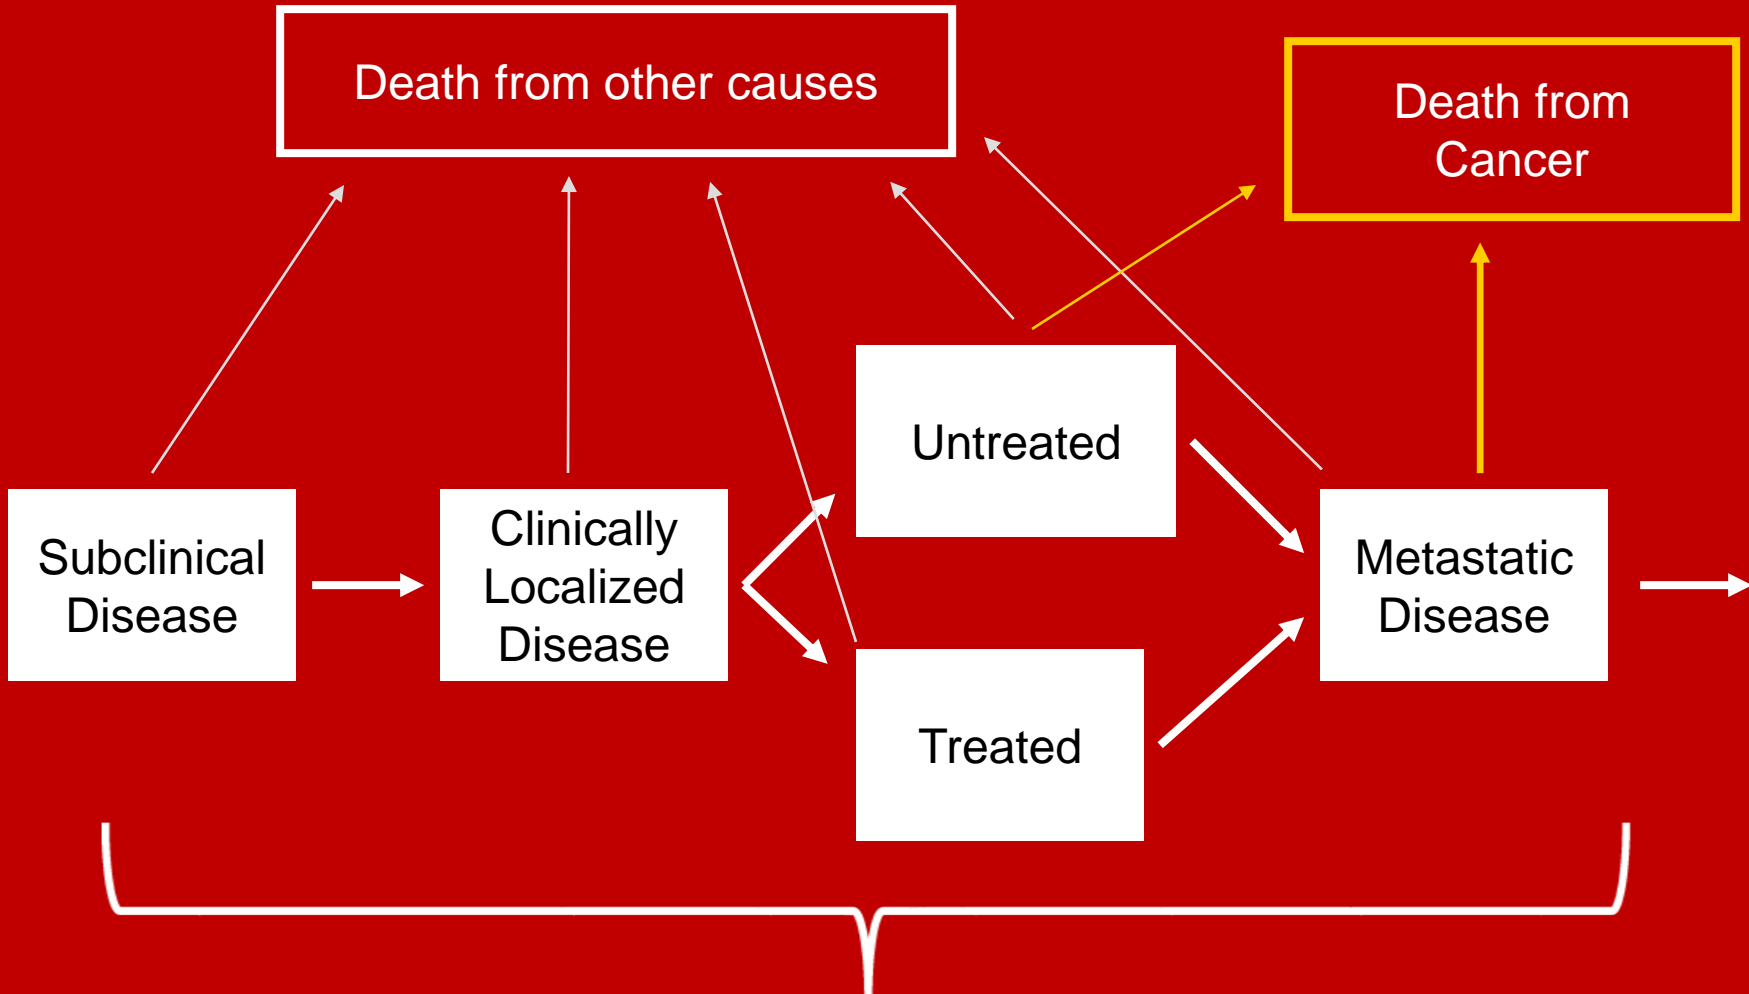 Death from other causes
Death from
Cancer
Untreated
Subclinical
Disease
Clinically
Localized
Disease
Metastatic
Disease
Treated